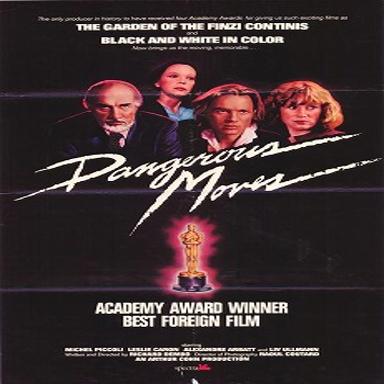 The only producer in history to have received four Academy Awards for giving us such exciting films as
THE GARDEN OF THE FINZI CONTINIS
and
BLACK AND WHITE IN COLOR
Now brings us the moving, memorable...
Dangerous
Moves
ACADEMY AWARD WINNER
BEST FOREIGN FILM
starring
MICHEL PICCOLI LESLIE CARON ALEXANDRE ARBATT and LIV ULLMANN
Written and Directed by RICHARD DEMBO Director of Photography RAOUL COUTARD
AN ARTHUR COHN PRODUCTION
spectra